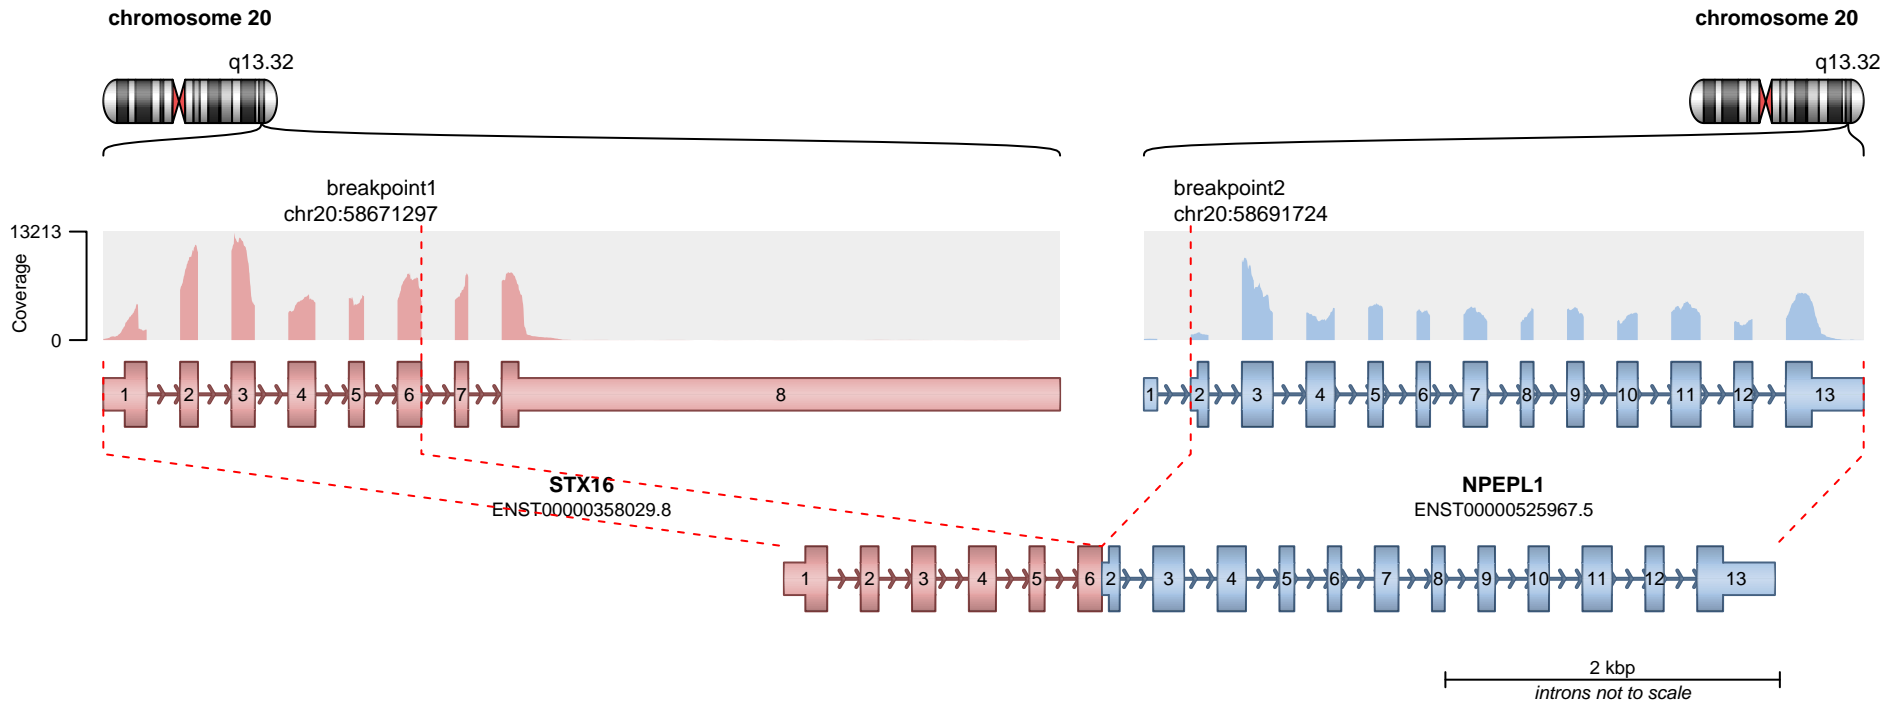 chromosome 20
chromosome 20
q13.32
q13.32
breakpoint1
chr20:58671297
breakpoint2
chr20:58691724
13213
Coverage
0
1 2 3 4 5 6 7 8
1 2 3 4 5 6 7 8 9 10 11 12 13
STX16
ENST00000358029.8
NPEPL1
ENST00000525967.5
1 2 3 4 5 6 2 3 4 5 6 7 8 9 10 11 12 13
2 kbp
introns not to scale